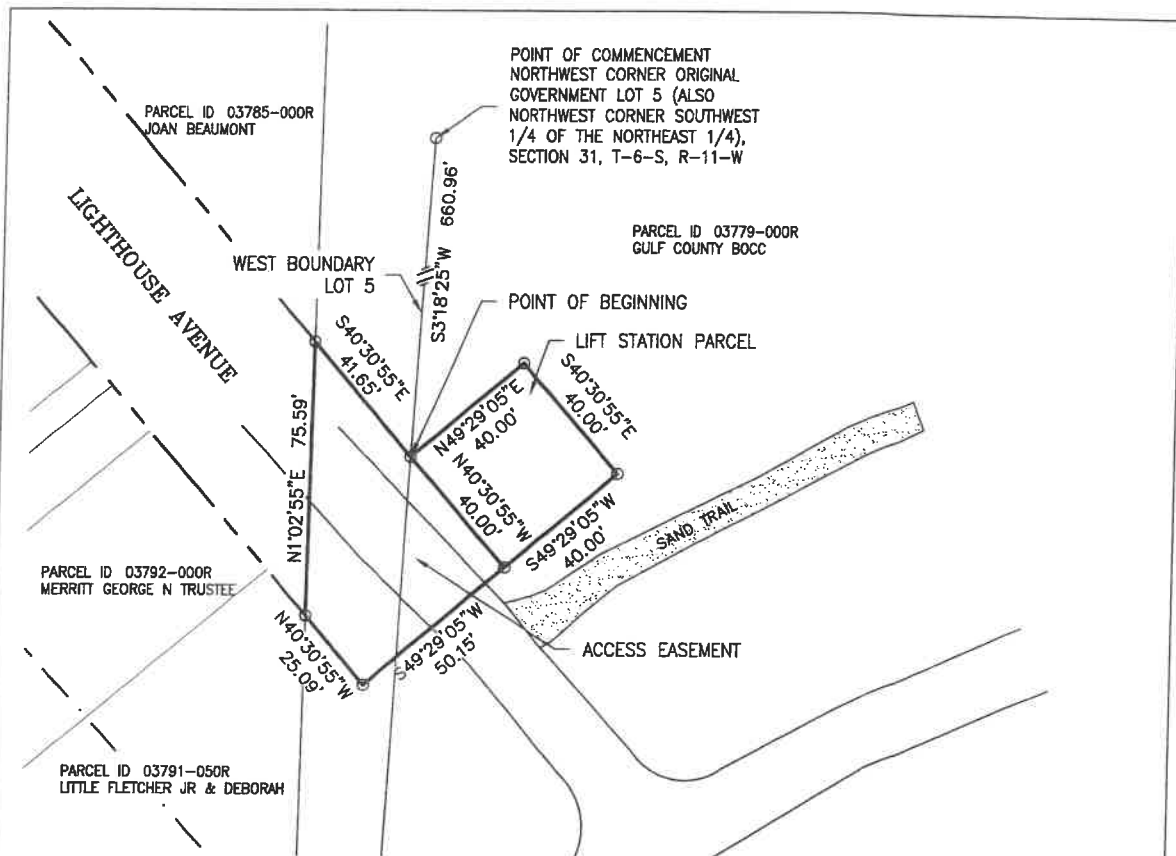 POINT OF COMMENCEMENT
NORTHWEST CORNER ORIGINAL
GOVERNMENT LOT 5 (ALSO
NORTHWEST CORNER SOUTHWEST
1/4 OF THE NORTHEAST 1/4),
SECTION 31, T-6-S, R-11-W
PARCEL ID 03785-000R
JOAN BEAUMONT
LIGHTHOUSE AVENUE
S3°18'25"W 660.96'
PARCEL ID 03779-000R
GULF COUNTY BOCC
WEST BOUNDARY
LOT 5
POINT OF BEGINNING
LIFT STATION PARCEL
S40°30'55"E
41.65'
N49°29'05"E
40.00'
S40°30'55"E
40.00'
N1°02'55"E 75.59'
N40°30'55"W
40.00'
S49°29'05"W
40.00'
SAND TRAIL
PARCEL ID 03792-000R
MERRITT GEORGE N TRUSTEE
N40°30'55"W
25.09'
S49°29'05"W
50.15'
ACCESS EASEMENT
PARCEL ID 03791-050R
LITTLE FLETCHER JR & DEBORAH